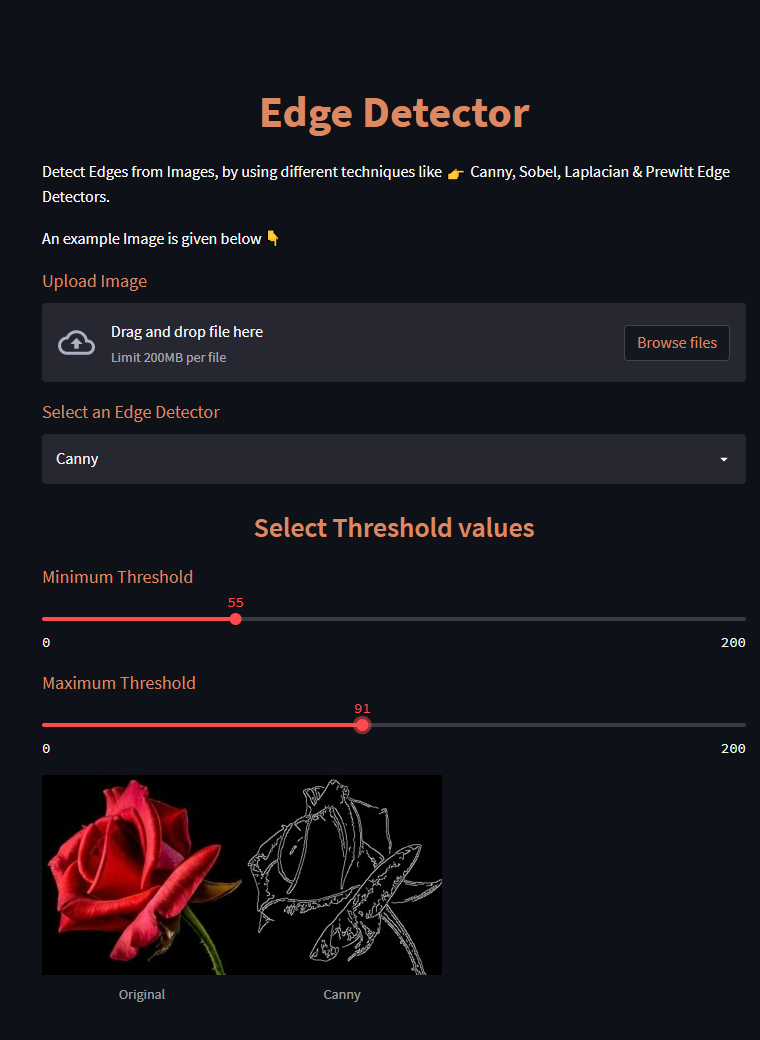 Edge Detector
Detect Edges from Images, by using different techniques like 👉 Canny, Sobel, Laplacian & Prewitt Edge
Detectors.
An example Image is given below 👇
Upload Image
Drag and drop file here
Limit 200MB per file
Browse files
Select an Edge Detector
Canny
Select Threshold values
Minimum Threshold
55
0 200
Maximum Threshold
91
0 200
Original Canny